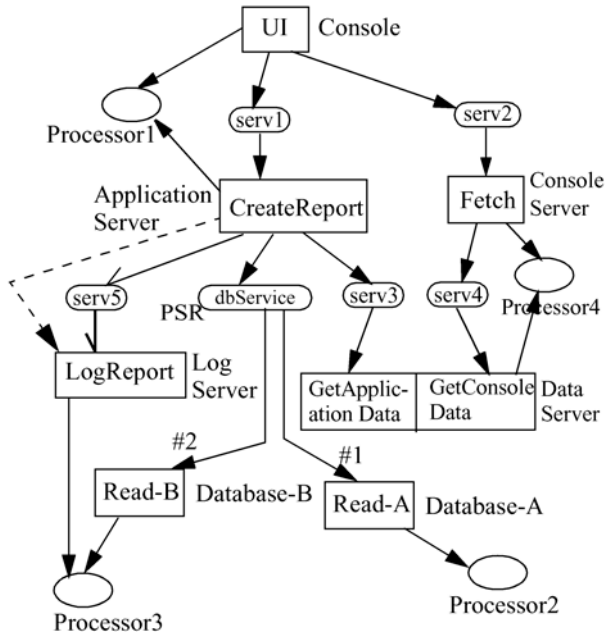 UI
Console
serv1
serv2
Processor1
Application
Server
CreateReport
Fetch
Console
Server
serv5
PSR
dbService
serv3
serv4
Processor4
LogReport
Log
Server
GetApplic-
ation Data
GetConsole
Data
Data
Server
#2
#1
Read-B
Database-B
Read-A
Database-A
Processor3
Processor2